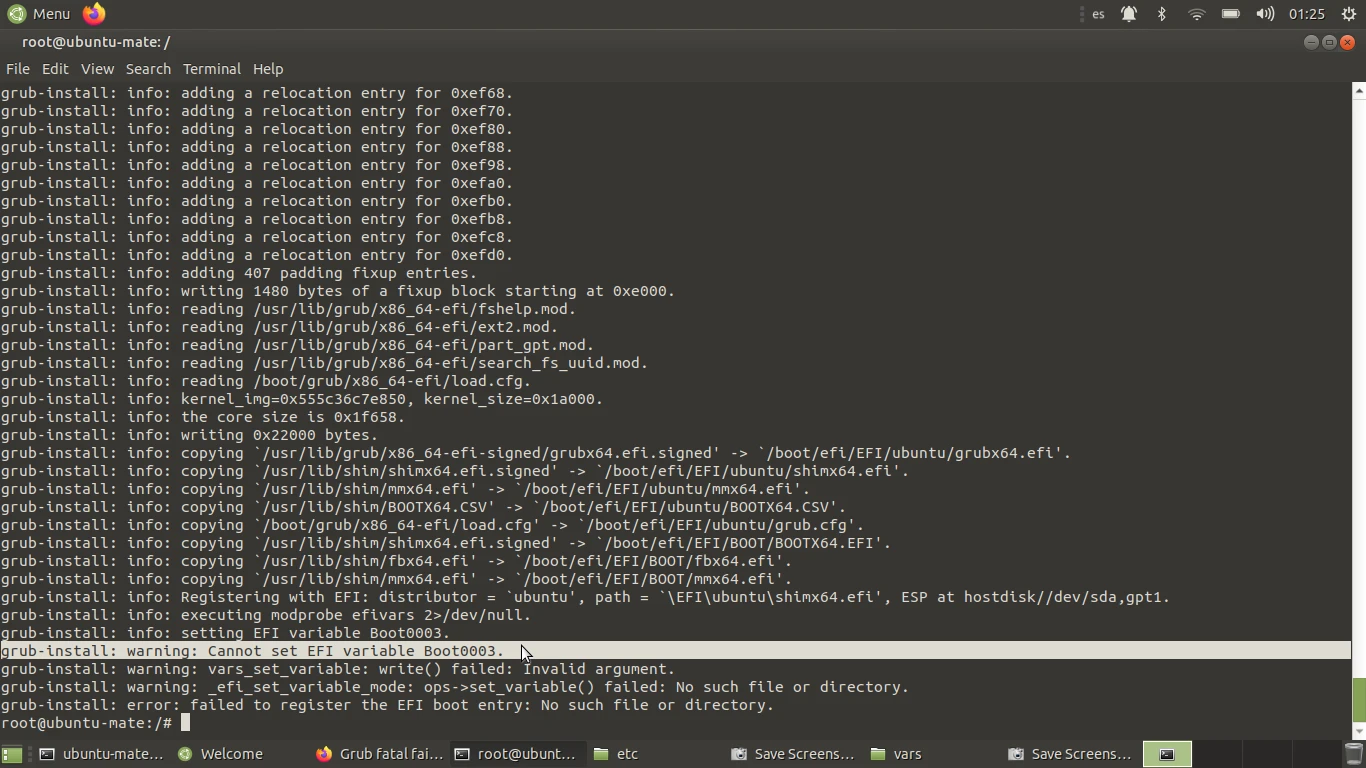 Menu
es
01:25
root@ubuntu-mate: /
File Edit View Search Terminal Help
grub-install: info: adding a relocation entry for 0xef68.
grub-install: info: adding a relocation entry for 0xef70.
grub-install: info: adding a relocation entry for 0xef80.
grub-install: info: adding a relocation entry for 0xef88.
grub-install: info: adding a relocation entry for 0xef98.
grub-install: info: adding a relocation entry for 0xefa0.
grub-install: info: adding a relocation entry for 0xefb0.
grub-install: info: adding a relocation entry for 0xefb8.
grub-install: info: adding a relocation entry for 0xefc8.
grub-install: info: adding a relocation entry for 0xefd0.
grub-install: info: adding 407 padding fixup entries.
grub-install: info: writing 1480 bytes of a fixup block starting at 0xe000.
grub-install: info: reading /usr/lib/grub/x86_64-efi/fshelp.mod.
grub-install: info: reading /usr/lib/grub/x86_64-efi/ext2.mod.
grub-install: info: reading /usr/lib/grub/x86_64-efi/part_gpt.mod.
grub-install: info: reading /usr/lib/grub/x86_64-efi/search_fs_uuid.mod.
grub-install: info: reading /boot/grub/x86_64-efi/load.cfg.
grub-install: info: kernel_img=0x555c36c7e850, kernel_size=0x1a000.
grub-install: info: the core size is 0x1f658.
grub-install: info: writing 0x22000 bytes.
grub-install: info: copying `/usr/lib/grub/x86_64-efi-signed/grubx64.efi.signed' -> `/boot/efi/EFI/ubuntu/grubx64.efi'.
grub-install: info: copying `/usr/lib/shim/shimx64.efi.signed' -> `/boot/efi/EFI/ubuntu/shimx64.efi'.
grub-install: info: copying `/usr/lib/shim/mmx64.efi' -> `/boot/efi/EFI/ubuntu/mmx64.efi'.
grub-install: info: copying `/usr/lib/shim/BOOTX64.CSV' -> `/boot/efi/EFI/ubuntu/BOOTX64.CSV'.
grub-install: info: copying `/boot/grub/x86_64-efi/load.cfg' -> `/boot/efi/EFI/ubuntu/grub.cfg'.
grub-install: info: copying `/usr/lib/shim/shimx64.efi.signed' -> `/boot/efi/EFI/BOOT/BOOTX64.EFI'.
grub-install: info: copying `/usr/lib/shim/fbx64.efi' -> `/boot/efi/EFI/BOOT/fbx64.efi'.
grub-install: info: copying `/usr/lib/shim/mmx64.efi' -> `/boot/efi/EFI/BOOT/mmx64.efi'.
grub-install: info: Registering with EFI: distributor = `ubuntu', path = `\EFI\ubuntu\shimx64.efi', ESP at hostdisk//dev/sda,gpt1.
grub-install: info: executing modprobe efivars 2>/dev/null.
grub-install: info: setting EFI variable Boot0003.
grub-install: warning: Cannot set EFI variable Boot0003.
grub-install: warning: vars_set_variable: write() failed: Invalid argument.
grub-install: warning: _efi_set_variable_mode: ops->set_variable() failed: No such file or directory.
grub-install: error: failed to register the EFI boot entry: No such file or directory.
root@ubuntu-mate:/#
ubuntu-mate... Welcome Grub fatal fai... root@ubunt... etc Save Screens... vars Save Screens...